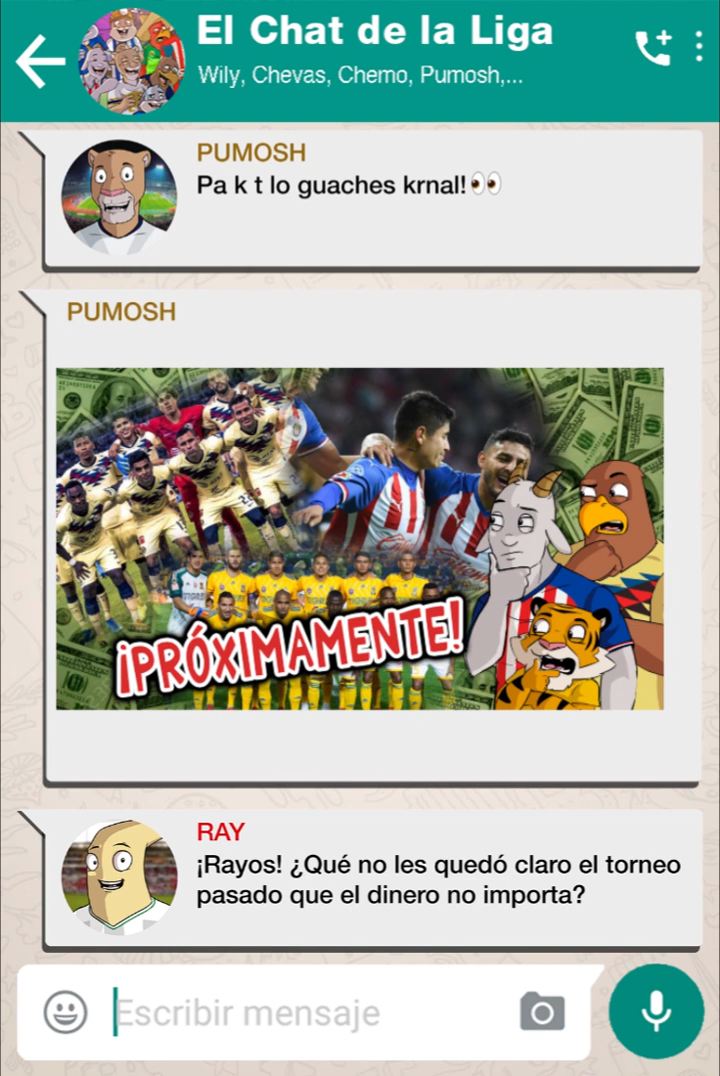 El Chat de la Liga
Wily, Chevas, Chemo, Pumosh,...
PUMOSH
Pa k t lo guaches krnal!👀
PUMOSH
¡PRÓXIMAMENTE!
RAY
¡Rayos! ¿Qué no les quedó claro el torneo
pasado que el dinero no importa?
Escribir mensaje